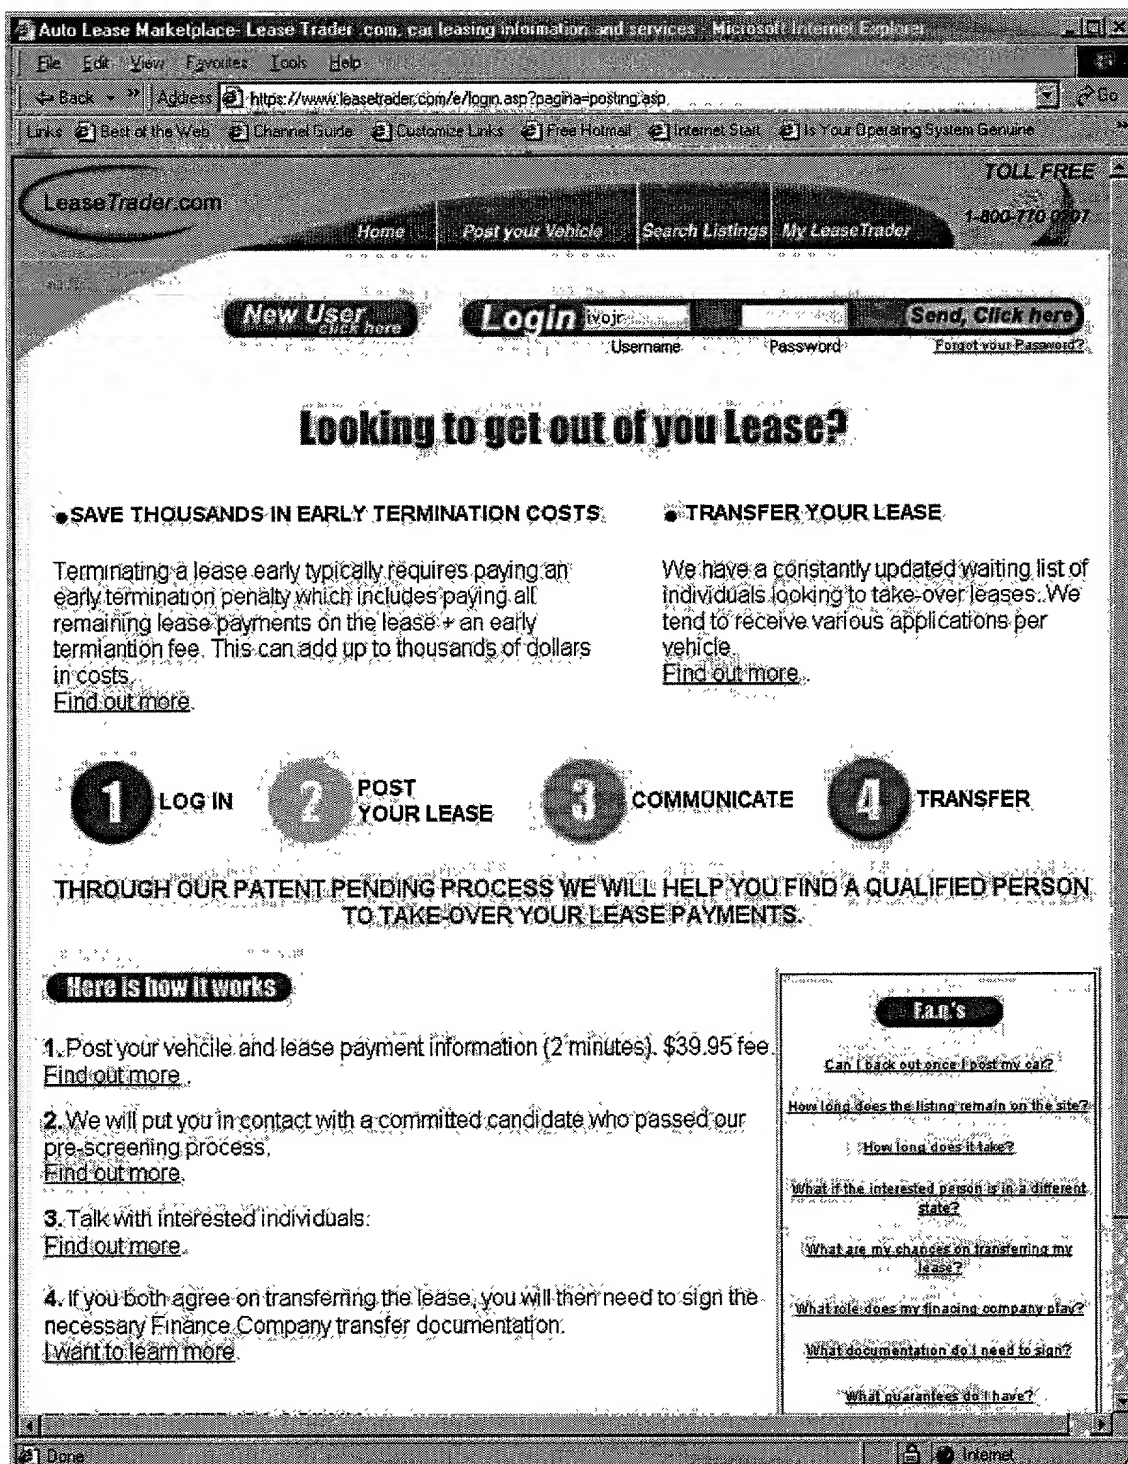 Auto Lease Marketplace- Lease Trader .com, car leasing information and services - Microsoft Internet Explorer
File Edit View Favorites Tools Help
Back » Address https://www.leasetrader.com/e/login.asp?pagina=posting.asp Go
Links Best of the Web Channel Guide Customize Links Free Hotmail Internet Start Is Your Operating System Genuine »
TOLL FREE
LeaseTrader.com
1-800-770-0207
Home Post your Vehicle Search Listings My LeaseTrader
New User click here Login ivojr Send, Click here
Username Password Forgot your Password?
Looking to get out of you Lease?
• SAVE THOUSANDS IN EARLY TERMINATION COSTS
Terminating a lease early typically requires paying an
early termination penalty which includes paying all
remaining lease payments on the lease + an early
termiantion fee. This can add up to thousands of dollars
in costs.
Find out more.
• TRANSFER YOUR LEASE
We have a constantly updated waiting list of
individuals looking to take-over leases. We
tend to receive various applications per
vehicle.
Find out more.
1 LOG IN
2 POST
YOUR LEASE
3 COMMUNICATE
4 TRANSFER
THROUGH OUR PATENT PENDING PROCESS WE WILL HELP YOU FIND A QUALIFIED PERSON
TO TAKE-OVER YOUR LEASE PAYMENTS.
Here is how it works
1. Post your vehcile and lease payment information (2 minutes). $39.95 fee.
Find out more .
2. We will put you in contact with a committed candidate who passed our
pre-screening process.
Find out more.
3. Talk with interested individuals:
Find out more.
4. If you both agree on transferring the lease, you will then need to sign the
necessary Finance Company transfer documentation.
I want to learn more.
F.a.q.'s
Can I back out once I post my car?
How long does the listing remain on the site?
How long does it take?
What if the interested person is in a different
state?
What are my chances on transferring my
lease?
What role does my finacing company play?
What documentation do I need to sign?
What guarantees do I have?
Done Internet